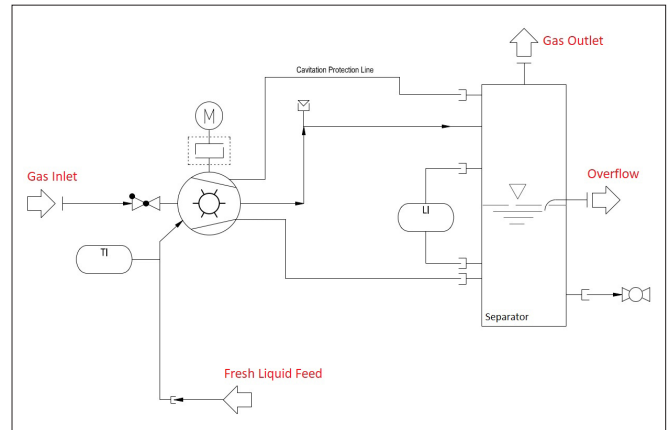 Gas Outlet
Cavitation Protection Line
M
Gas Inlet
Overflow
LI
TI
Separator
Fresh Liquid Feed